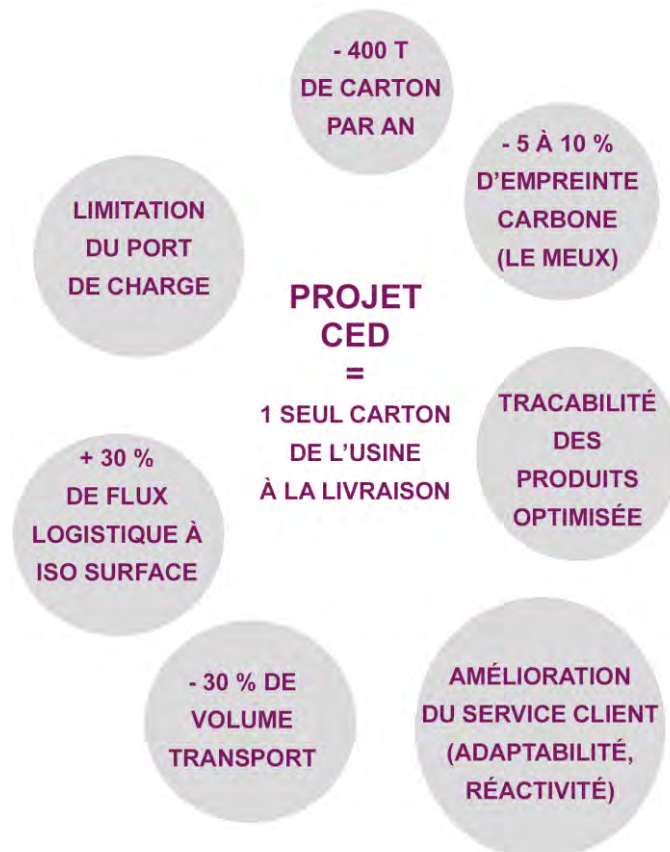 - 400 T
DE CARTON
PAR AN
- 5 À 10 %
D'EMPREINTE
CARBONE
(LE MEUX)
LIMITATION
DU PORT
DE CHARGE
PROJET
CED
=
1 SEUL CARTON
DE L'USINE
À LA LIVRAISON
TRACABILITÉ
DES
PRODUITS
OPTIMISÉE
+ 30 %
DE FLUX
LOGISTIQUE À
ISO SURFACE
- 30 % DE
VOLUME
TRANSPORT
AMÉLIORATION
DU SERVICE CLIENT
(ADAPTABILITÉ,
RÉACTIVITÉ)